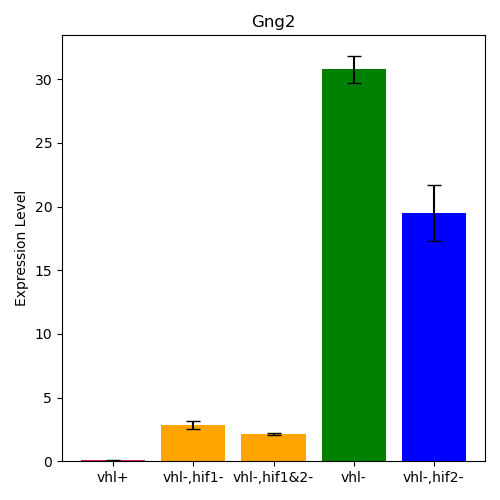 Gng2
Expression Level
30
25
20
15
10
5
0
vhl+
vhl-,hif1-
vhl-,hif1&2-
vhl-
vhl-,hif2-